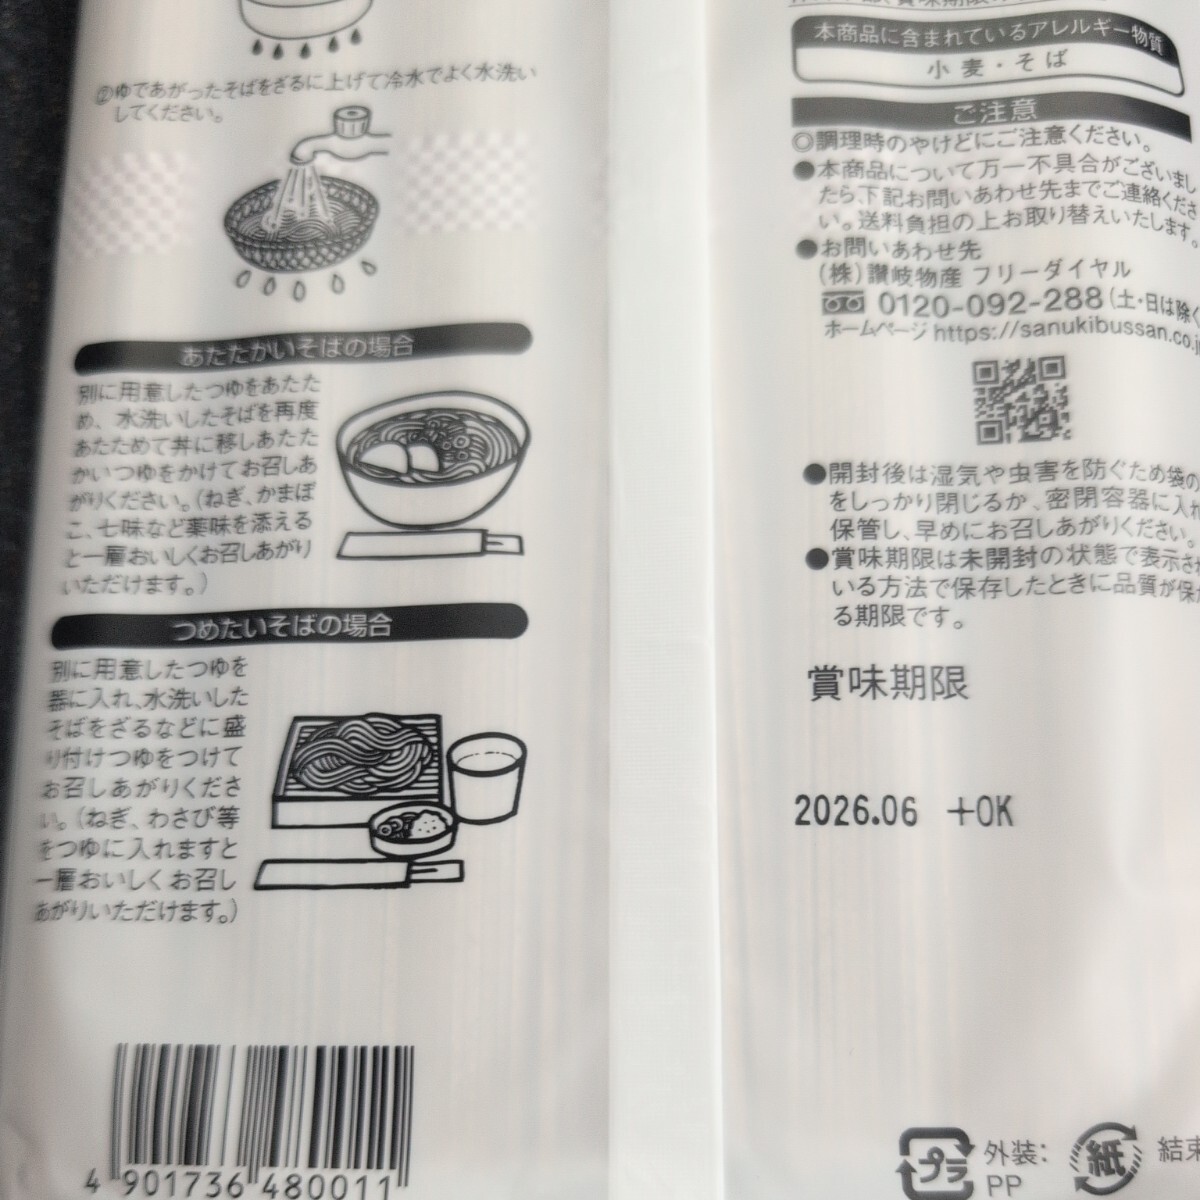 ②ゆであがったそばをざるに上げて冷水でよく水洗い
してください。
あたたかいそばの場合
別に用意したつゆをあたた
め、水洗いしたそばを再度
あたためて丼に移しあたた
かいつゆをかけてお召しあ
がりください。(ねぎ、かまぼ
こ、七味など薬味を添える
と一層おいしくお召しあがり
いただけます。)
つめたいそばの場合
別に用意したつゆを
器に入れ、水洗いした
そばをざるなどに盛
り付けつゆをつけて
お召しあがりくださ
い。(ねぎ、わさび等
をつゆに入れますと
一層おいしくお召し
あがりいただけます。)
4 901736 480011
本商品に含まれているアレルギー物質
小麦・そば
ご注意
◎調理時のやけどにご注意ください。
●本商品について万一不具合がございまし
たら、下記お問いあわせ先までご連絡くださ
い。送料負担の上お取り替えいたします。
●お問いあわせ先
(株)讃岐物産 フリーダイヤル
0120-092-288(土・日は除く
ホームページ https://sanukibussan.co.j
●開封後は湿気や虫害を防ぐため袋の
をしっかり閉じるか、密閉容器に入れ
保管し、早めにお召しあがりください。
●賞味期限は未開封の状態で表示され
いる方法で保存したときに品質が保た
る期限です。
賞味期限
2026.06 +OK
プラ 外装:
PP
紙 結束